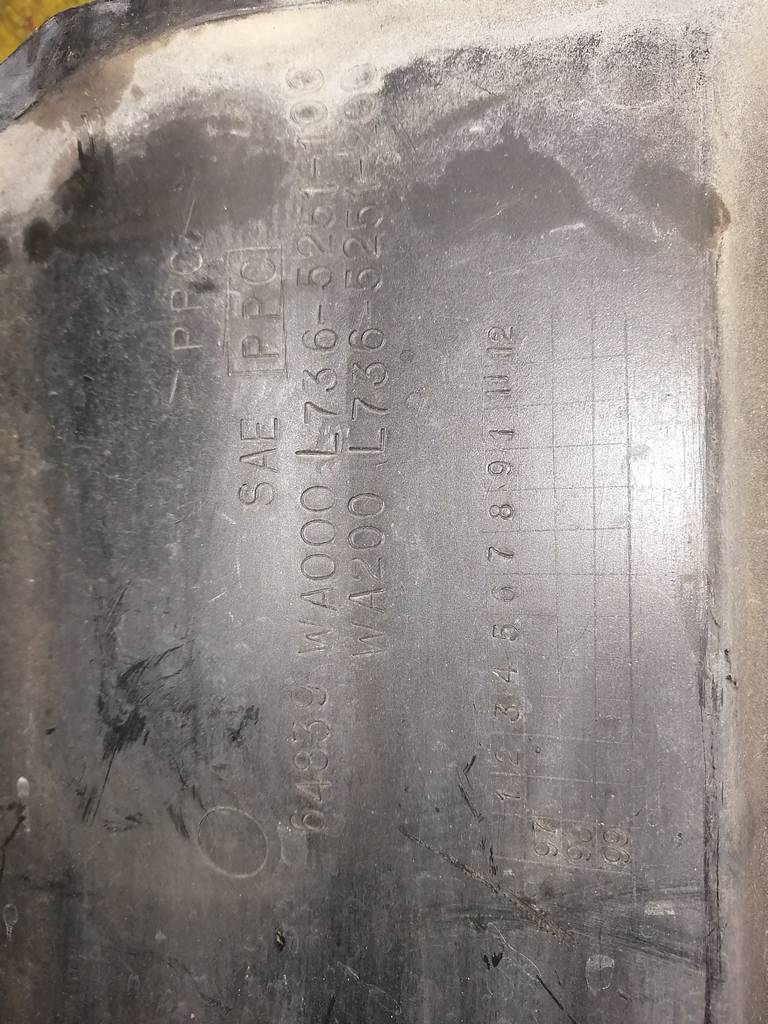 >PPC<
SAE PPC
64839 WA000 L736-5251-100
WA200 L736-5251-200
1 2 3 4 5 6 7 8 9 1 11 12
97
98
99